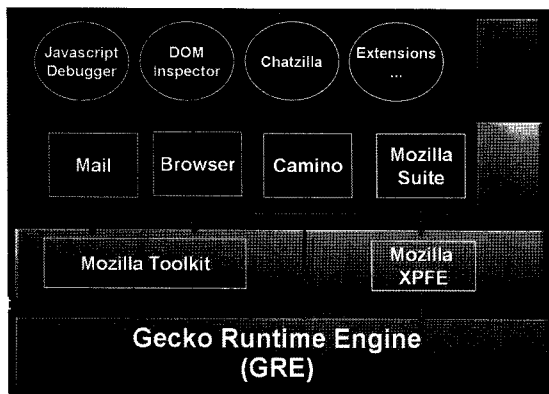 Javascript
Debugger
DOM
Inspector
Chatzilla
Extensions
...
Mail
Browser
Camino
Mozilla
Suite
Mozilla Toolkit
Mozilla
XPFE
Gecko Runtime Engine
(GRE)